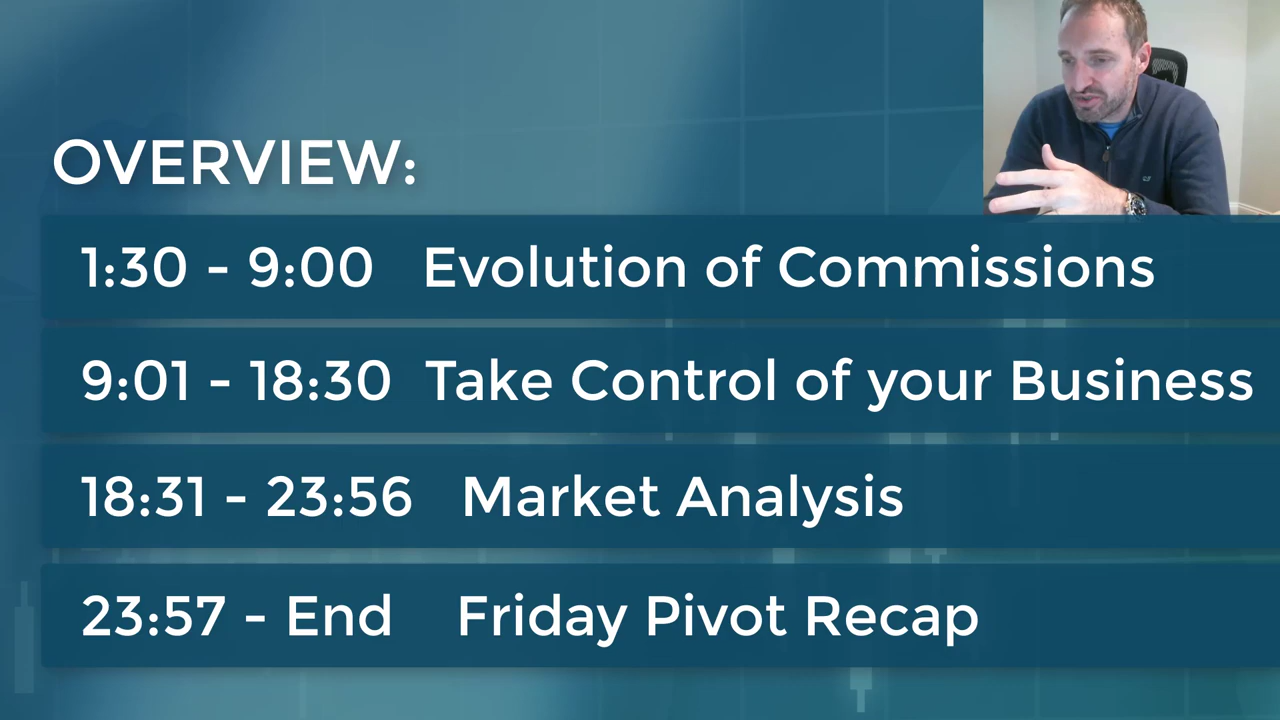 OVERVIEW:
1:30 - 9:00 Evolution of Commissions
9:01 - 18:30 Take Control of your Business
18:31 - 23:56 Market Analysis
23:57 - End Friday Pivot Recap